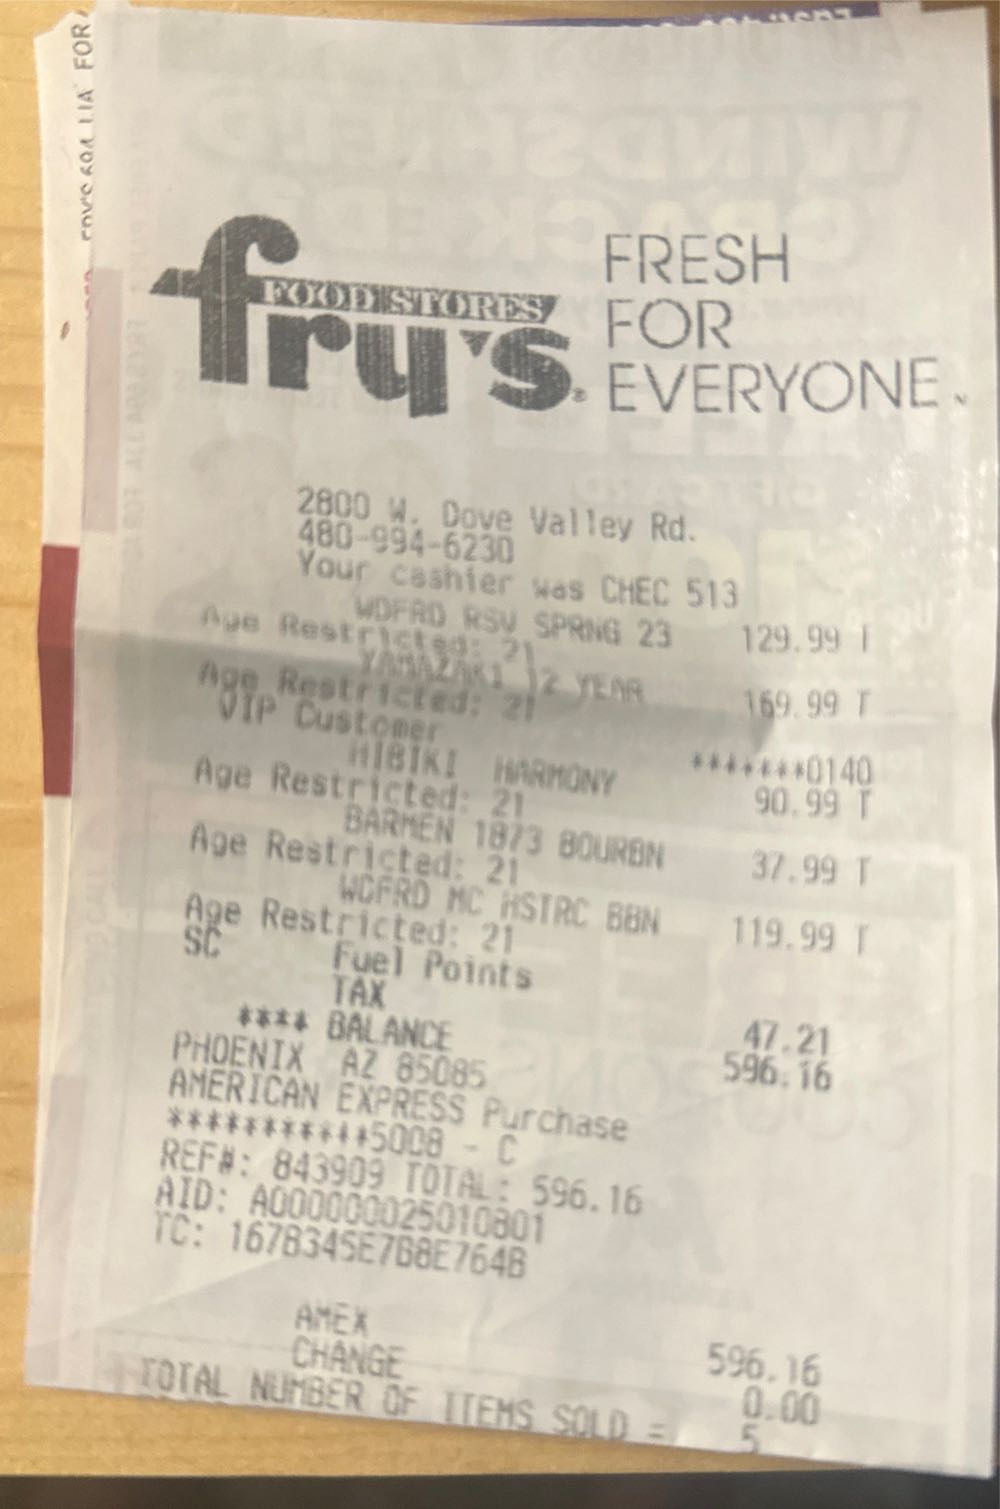 FRY'S
FOR
fry's
FOOD STORES
FRESH
FOR
EVERYONE
2800 W. Dove Valley Rd.
480-994-6230
Your cashier was CHEC 513
WDFRD RSV SPRNG 23 129.99 T
Age Restricted: 21
YAMAZAKI 12 YEAR 169.99 T
Age Restricted: 21
VIP Customer *******0140
HIBIKI HARMONY 90.99 T
Age Restricted: 21
BARMEN 1873 BOURBN 37.99 T
Age Restricted: 21
WDFRD MC HSTRC BBN 119.99 T
Age Restricted: 21
SC Fuel Points
TAX 47.21
**** BALANCE 596.16
PHOENIX AZ 85085
AMERICAN EXPRESS Purchase
***********5008 - C
REF#: 843909 TOTAL: 596.16
AID: A000000025010801
TC: 1678345E7B8E764B
AMEX 596.16
CHANGE 0.00
TOTAL NUMBER OF ITEMS SOLD = 5